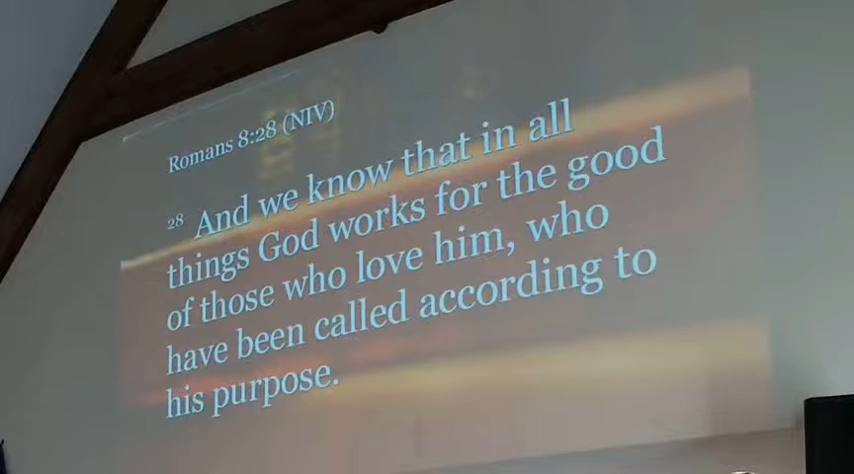 Romans 8:28 (NIV)
28 And we know that in all
things God works for the good
of those who love him, who
have been called according to
his purpose.